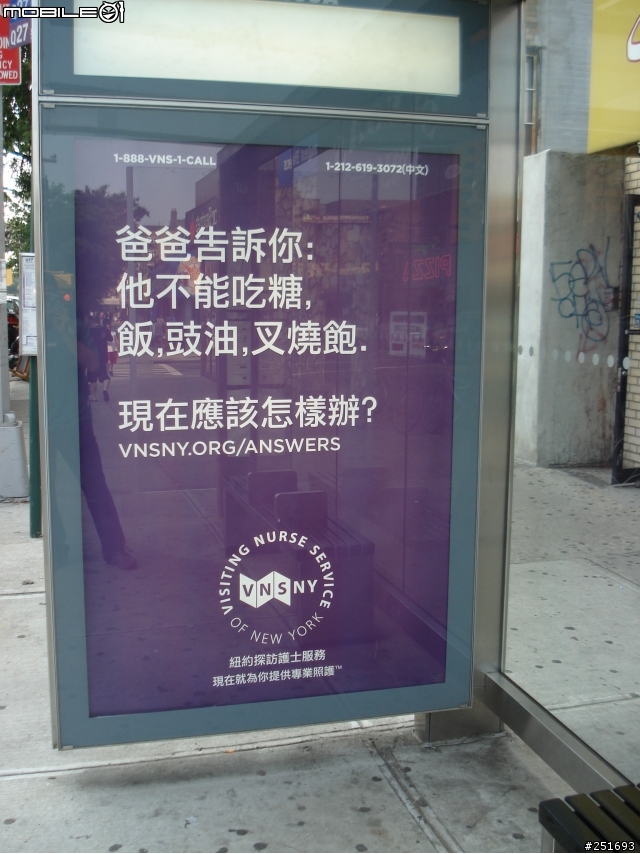 MOBILE01
Q27
1-888-VNS-1-CALL
1-212-619-3072(中文)
爸爸告訴你:
他不能吃糖,
飯,豉油,叉燒飽.
現在應該怎樣辦?
VNSNY.ORG/ANSWERS
PIZZA
VISITING NURSE SERVICE
VNSNY
OF NEW YORK
紐約探訪護士服務
現在就為你提供專業照護™
#251693